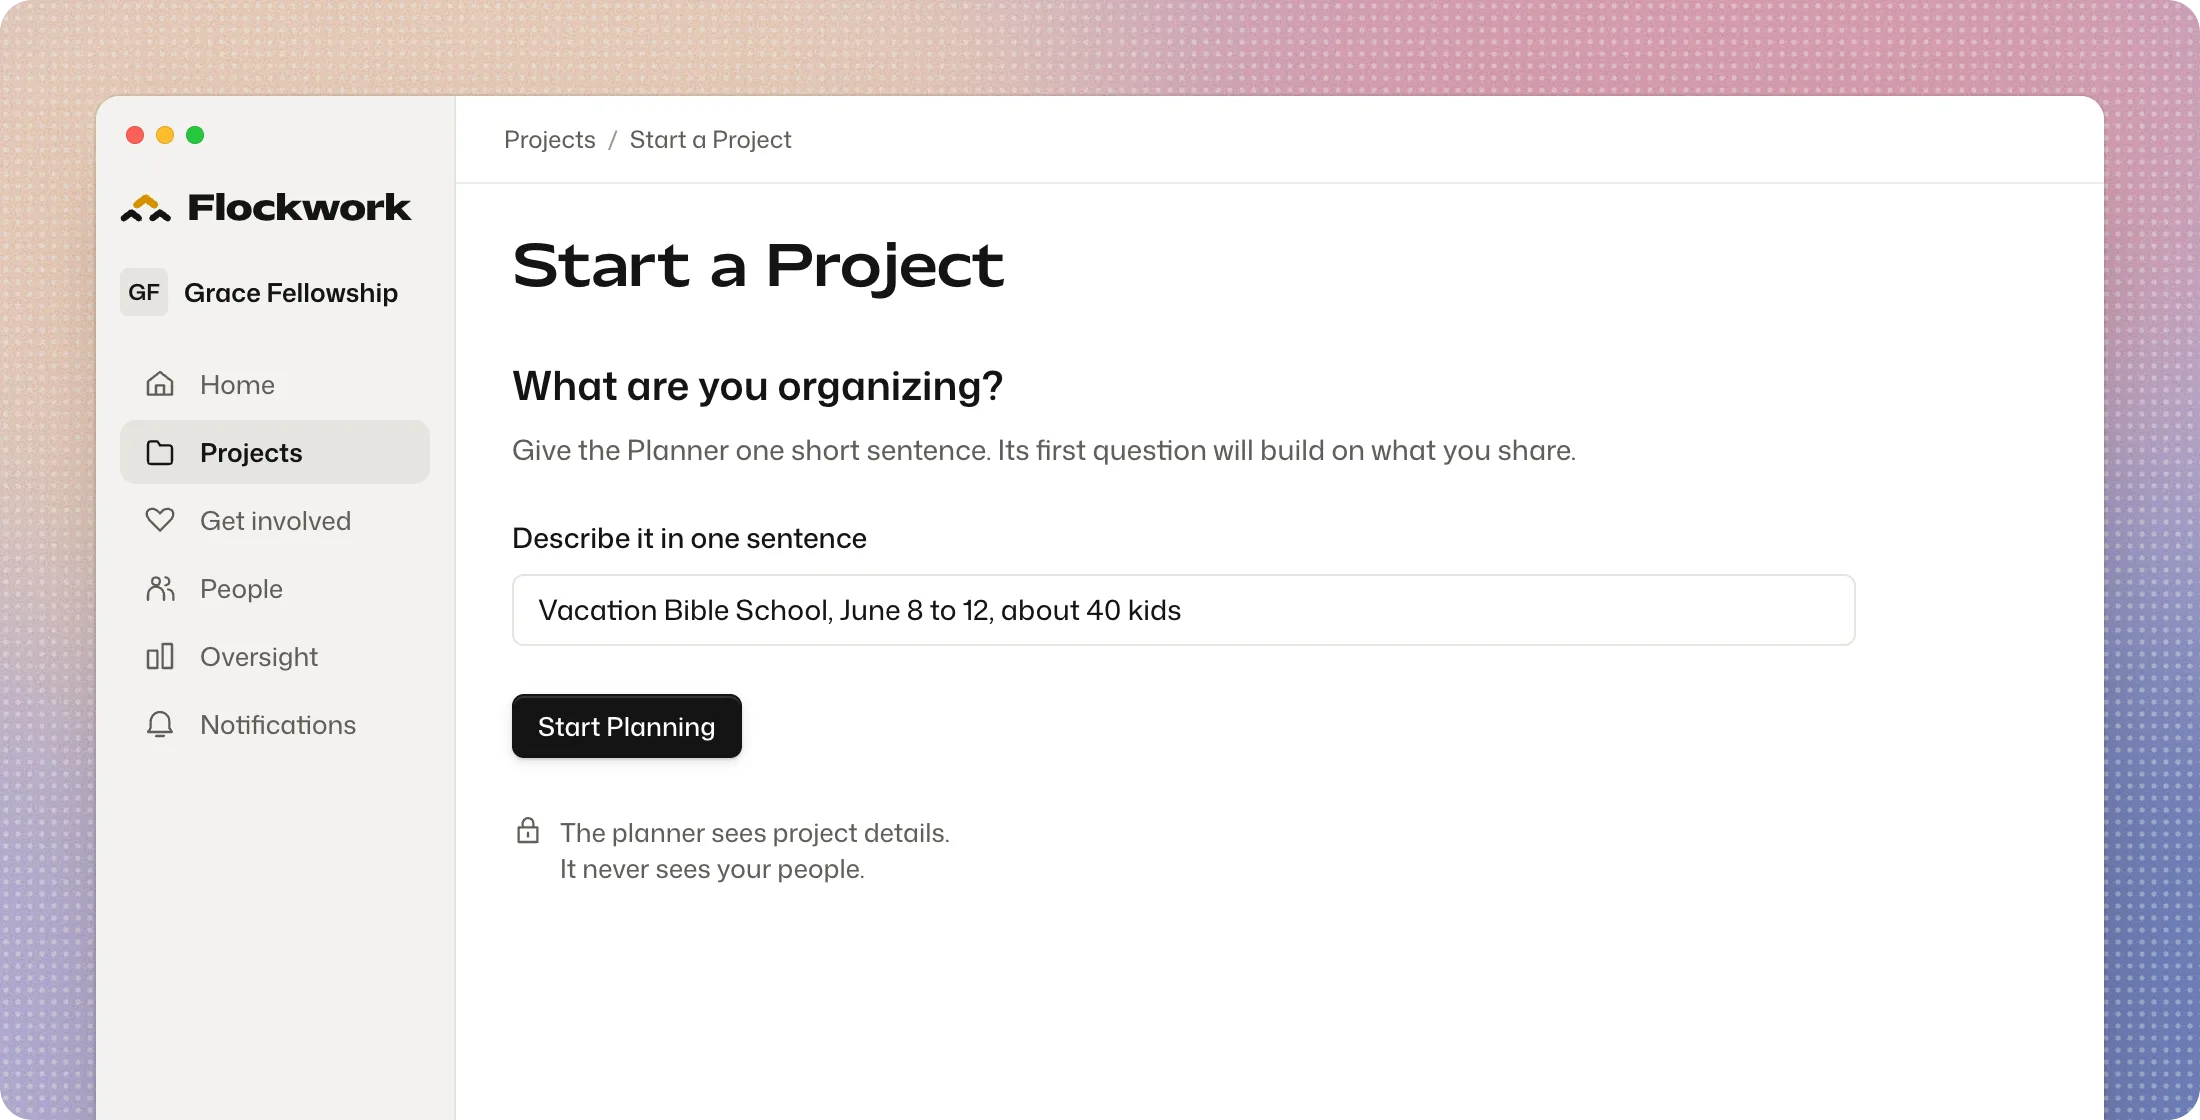 Flockwork
GF Grace Fellowship
Home
Projects
Get involved
People
Oversight
Notifications
Projects / Start a Project
Start a Project
What are you organizing?
Give the Planner one short sentence. Its first question will build on what you share.
Describe it in one sentence
Vacation Bible School, June 8 to 12, about 40 kids
Start Planning
The planner sees project details.
It never sees your people.